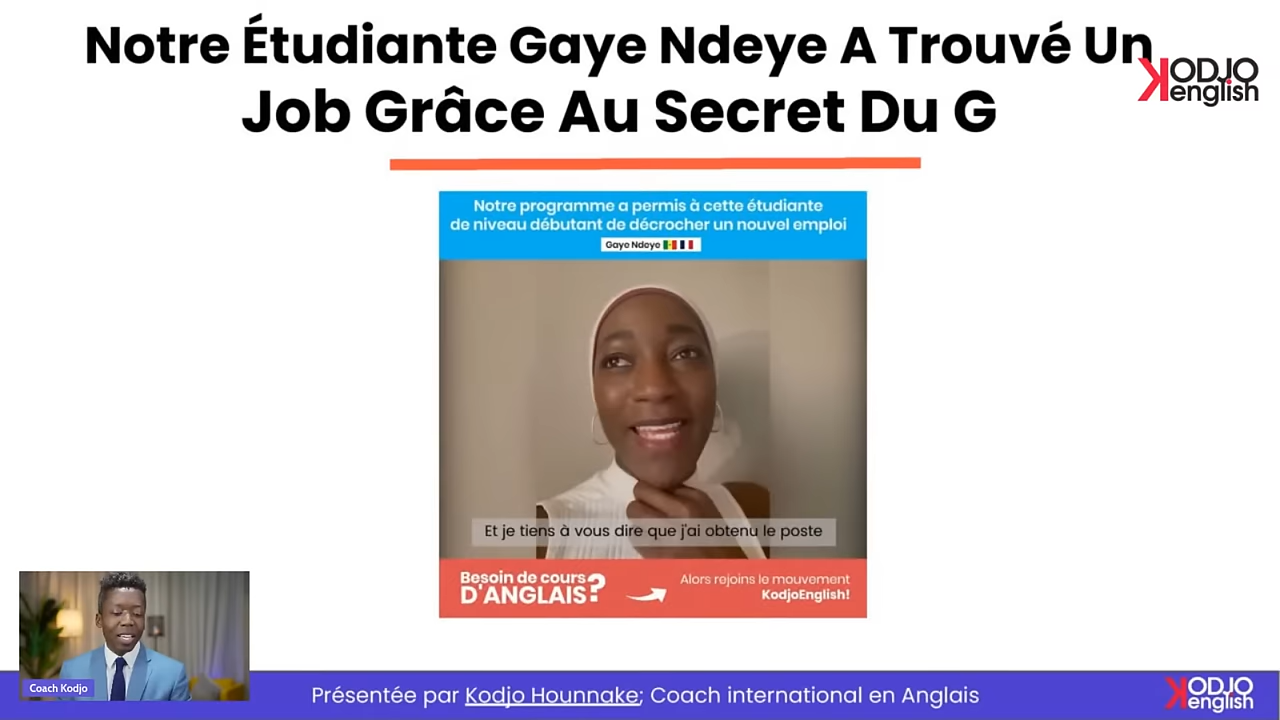 Notre Étudiante Gaye Ndeye A Trouvé Un
Job Grâce Au Secret Du G
KODJO
english
Notre programme a permis à cette étudiante
de niveau débutant de décrocher un nouvel emploi
Gaye Ndeye
Et je tiens à vous dire que j'ai obtenu le poste
Besoin de cours
D'ANGLAIS?
Alors rejoins le mouvement
KodjoEnglish!
Coach Kodjo
Présentée par Kodjo Hounnake; Coach international en Anglais
KODJO
english